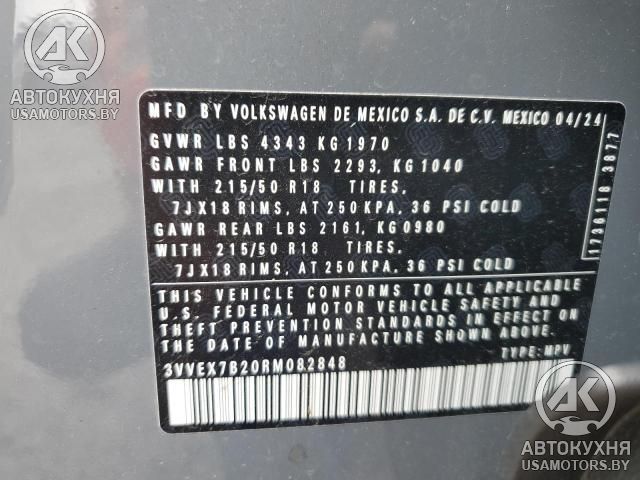 AK
АВТОКУХНЯ
USAMOTORS.BY
MFD BY VOLKSWAGEN DE MEXICO S.A. DE C.V. MEXICO 04/24
GVWR LBS 4343 KG 1970
GAWR FRONT LBS 2293, KG 1040
WITH 215/50 R18 TIRES,
7JX18 RIMS, AT 250 KPA, 36 PSI COLD
GAWR REAR LBS 2161, KG 0980
WITH 215/50 R18 TIRES,
7JX18 RIMS, AT 250 KPA, 36 PSI COLD
THIS VEHICLE CONFORMS TO ALL APPLICABLE
U.S. FEDERAL MOTOR VEHICLE SAFETY AND
THEFT PREVENTION STANDARDS IN EFFECT ON
THE DATE OF MANUFACTURE SHOWN ABOVE
3VVEX7B20RM082848 TYPE: MPV
1736118 3877
AK
АВТОКУХНЯ
USAMOTORS.BY